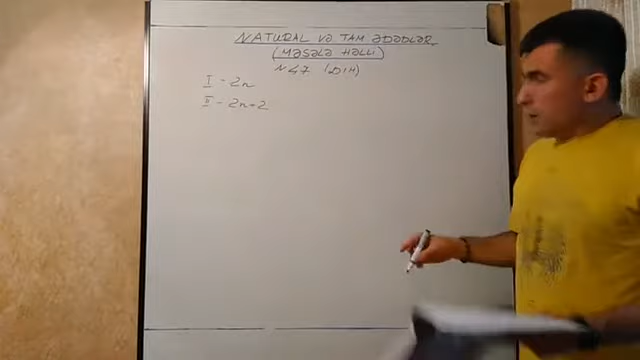 NATURAL VƏ TAM ƏDƏDLƏR
(MƏSƏLƏ HƏLLİ)
№47 (DİM)
I - 2n
II - 2n+2